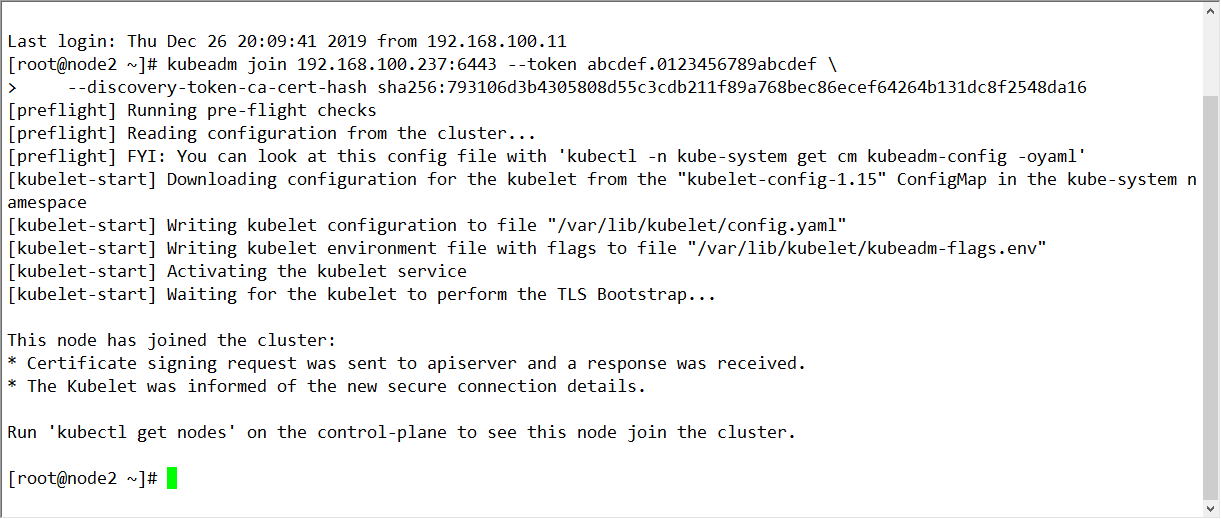 Last login: Thu Dec 26 20:09:41 2019 from 192.168.100.11
[root@node2 ~]# kubeadm join 192.168.100.237:6443 --token abcdef.0123456789abcdef \
>     --discovery-token-ca-cert-hash sha256:793106d3b4305808d55c3cdb211f89a768bec86ecef64264b131dc8f2548da16
[preflight] Running pre-flight checks
[preflight] Reading configuration from the cluster...
[preflight] FYI: You can look at this config file with 'kubectl -n kube-system get cm kubeadm-config -oyaml'
[kubelet-start] Downloading configuration for the kubelet from the "kubelet-config-1.15" ConfigMap in the kube-system n
amespace
[kubelet-start] Writing kubelet configuration to file "/var/lib/kubelet/config.yaml"
[kubelet-start] Writing kubelet environment file with flags to file "/var/lib/kubelet/kubeadm-flags.env"
[kubelet-start] Activating the kubelet service
[kubelet-start] Waiting for the kubelet to perform the TLS Bootstrap...

This node has joined the cluster:
* Certificate signing request was sent to apiserver and a response was received.
* The Kubelet was informed of the new secure connection details.

Run 'kubectl get nodes' on the control-plane to see this node join the cluster.

[root@node2 ~]#